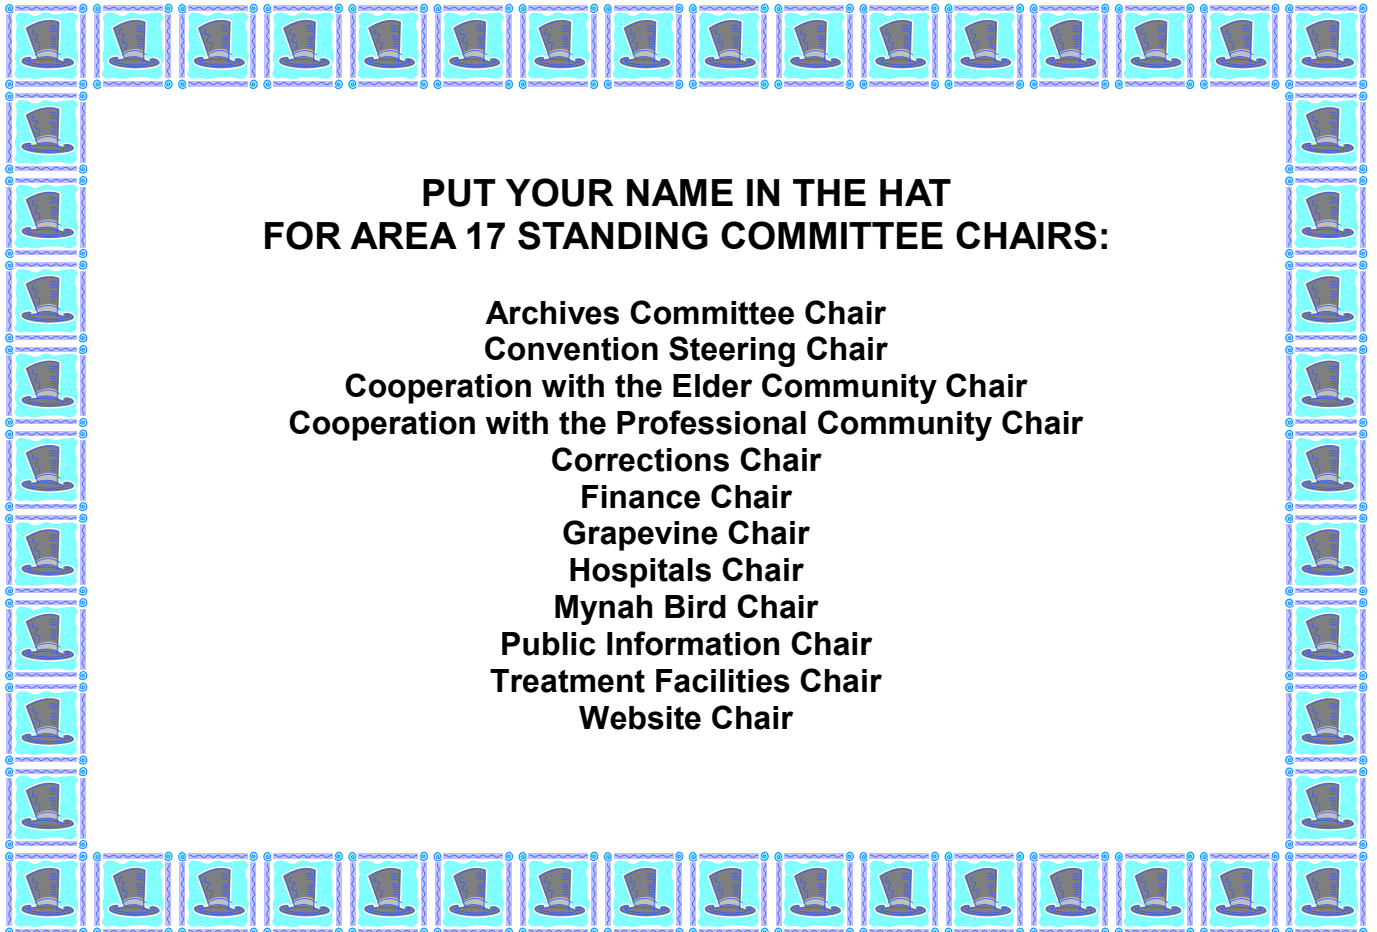 PUT YOUR NAME IN THE HAT
FOR AREA 17 STANDING COMMITTEE CHAIRS:
Archives Committee Chair
Convention Steering Chair
Cooperation with the Elder Community Chair
Cooperation with the Professional Community Chair
Corrections Chair
Finance Chair
Grapevine Chair
Hospitals Chair
Mynah Bird Chair
Public Information Chair
Treatment Facilities Chair
Website Chair